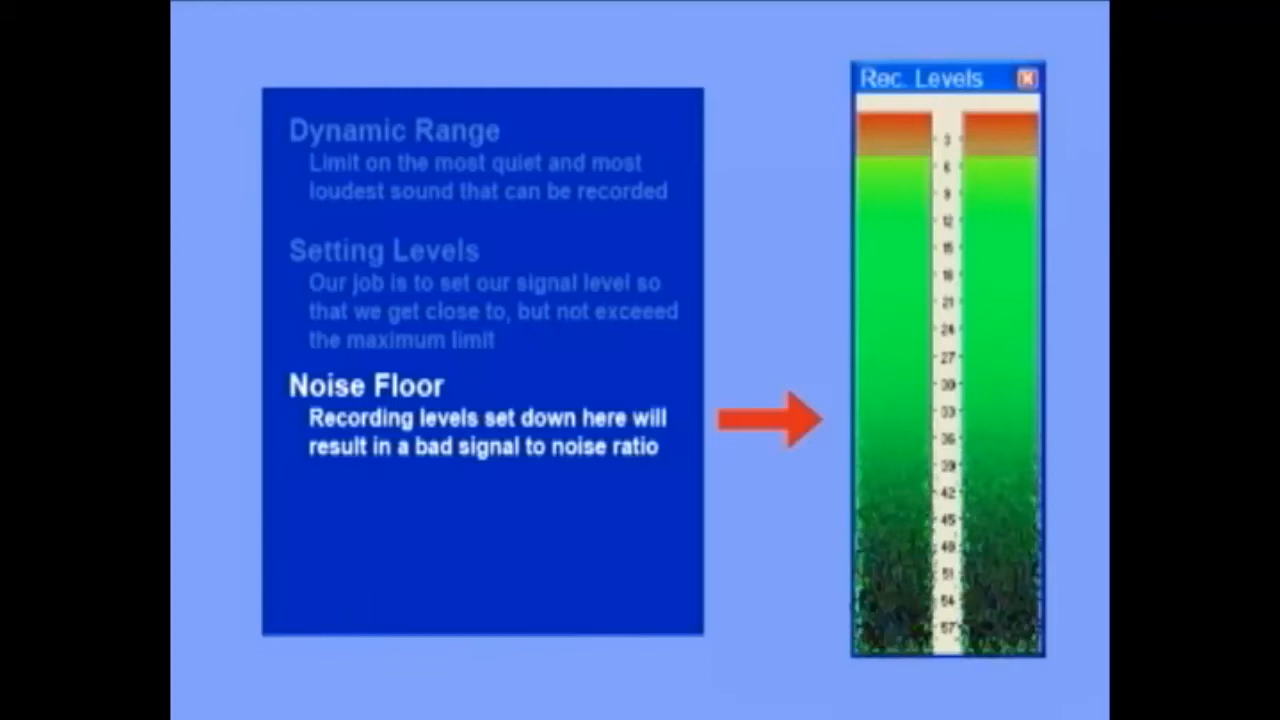 Dynamic Range
Limit on the most quiet and most
loudest sound that can be recorded
Setting Levels
Our job is to set our signal level so
that we get close to, but not exceeed
the maximum limit
Noise Floor
Recording levels set down here will
result in a bad signal to noise ratio
Rec. Levels
3
6
9
12
15
18
21
24
27
30
33
36
39
42
45
48
51
54
57